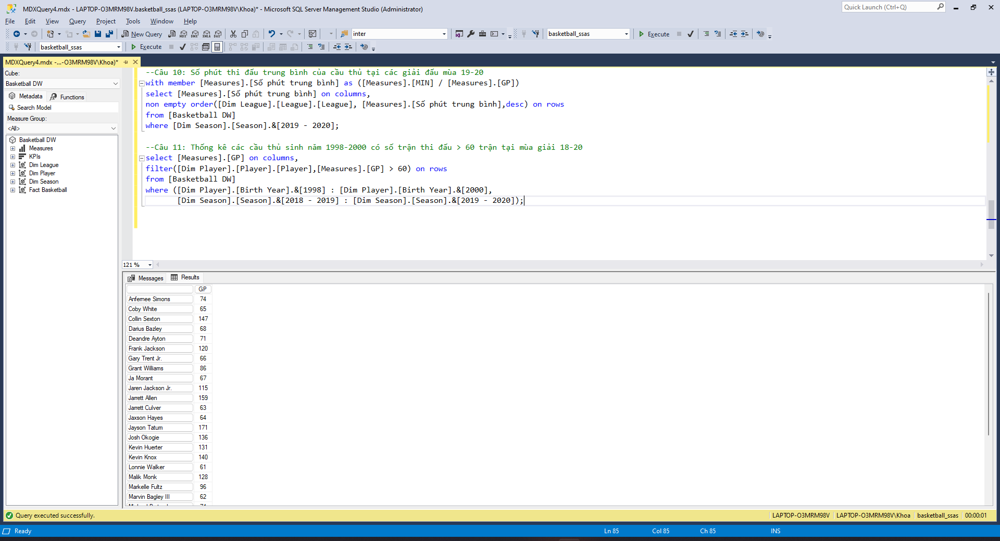 MDXQuery4.mdx - LAPTOP-O3MRM98V.basketball_ssas (LAPTOP-O3MRM98V\Khoa)* - Microsoft SQL Server Management Studio (Administrator)
Quick Launch (Ctrl+Q)
File Edit View Query Project Tools Window Help
New Query MDX DMX XMLA DAX inter basketball_ssas Execute
basketball_ssas Execute
MDXQuery4.mdx -...-O3MRM98V\Khoa)*
Cube:
Basketball DW
Metadata Functions
Search Model
Measure Group:
<All>
Basketball DW
Measures
KPIs
Dim League
Dim Player
Dim Season
Fact Basketball
--Câu 10: Số phút thi đấu trung bình của cầu thủ tại các giải đấu mùa 19-20
with member [Measures].[Số phút trung bình] as ([Measures].[MIN] / [Measures].[GP])
select [Measures].[Số phút trung bình] on columns,
non empty order([Dim League].[League].[League], [Measures].[Số phút trung bình],desc) on rows
from [Basketball DW]
where [Dim Season].[Season].&[2019 - 2020];
--Câu 11: Thống kê các cầu thủ sinh năm 1998-2000 có số trận thi đấu > 60 trận tại mùa giải 18-20
select [Measures].[GP] on columns,
filter([Dim Player].[Player].[Player],[Measures].[GP] > 60) on rows
from [Basketball DW]
where ([Dim Player].[Birth Year].&[1998] : [Dim Player].[Birth Year].&[2000],
[Dim Season].[Season].&[2018 - 2019] : [Dim Season].[Season].&[2019 - 2020]);
121 %
Messages Results
GP
Anfernee Simons 74
Coby White 65
Collin Sexton 147
Darius Bazley 68
Deandre Ayton 71
Frank Jackson 120
Gary Trent Jr. 66
Grant Williams 86
Ja Morant 67
Jaren Jackson Jr. 115
Jarrett Allen 159
Jarrett Culver 63
Jaxson Hayes 64
Jayson Tatum 171
Josh Okogie 136
Kevin Huerter 131
Kevin Knox 140
Lonnie Walker 61
Malik Monk 128
Markelle Fultz 96
Marvin Bagley III 62
Query executed successfully.
LAPTOP-O3MRM98V LAPTOP-O3MRM98V\Khoa basketball_ssas 00:00:01
Ready Ln 85 Col 85 Ch 85 INS